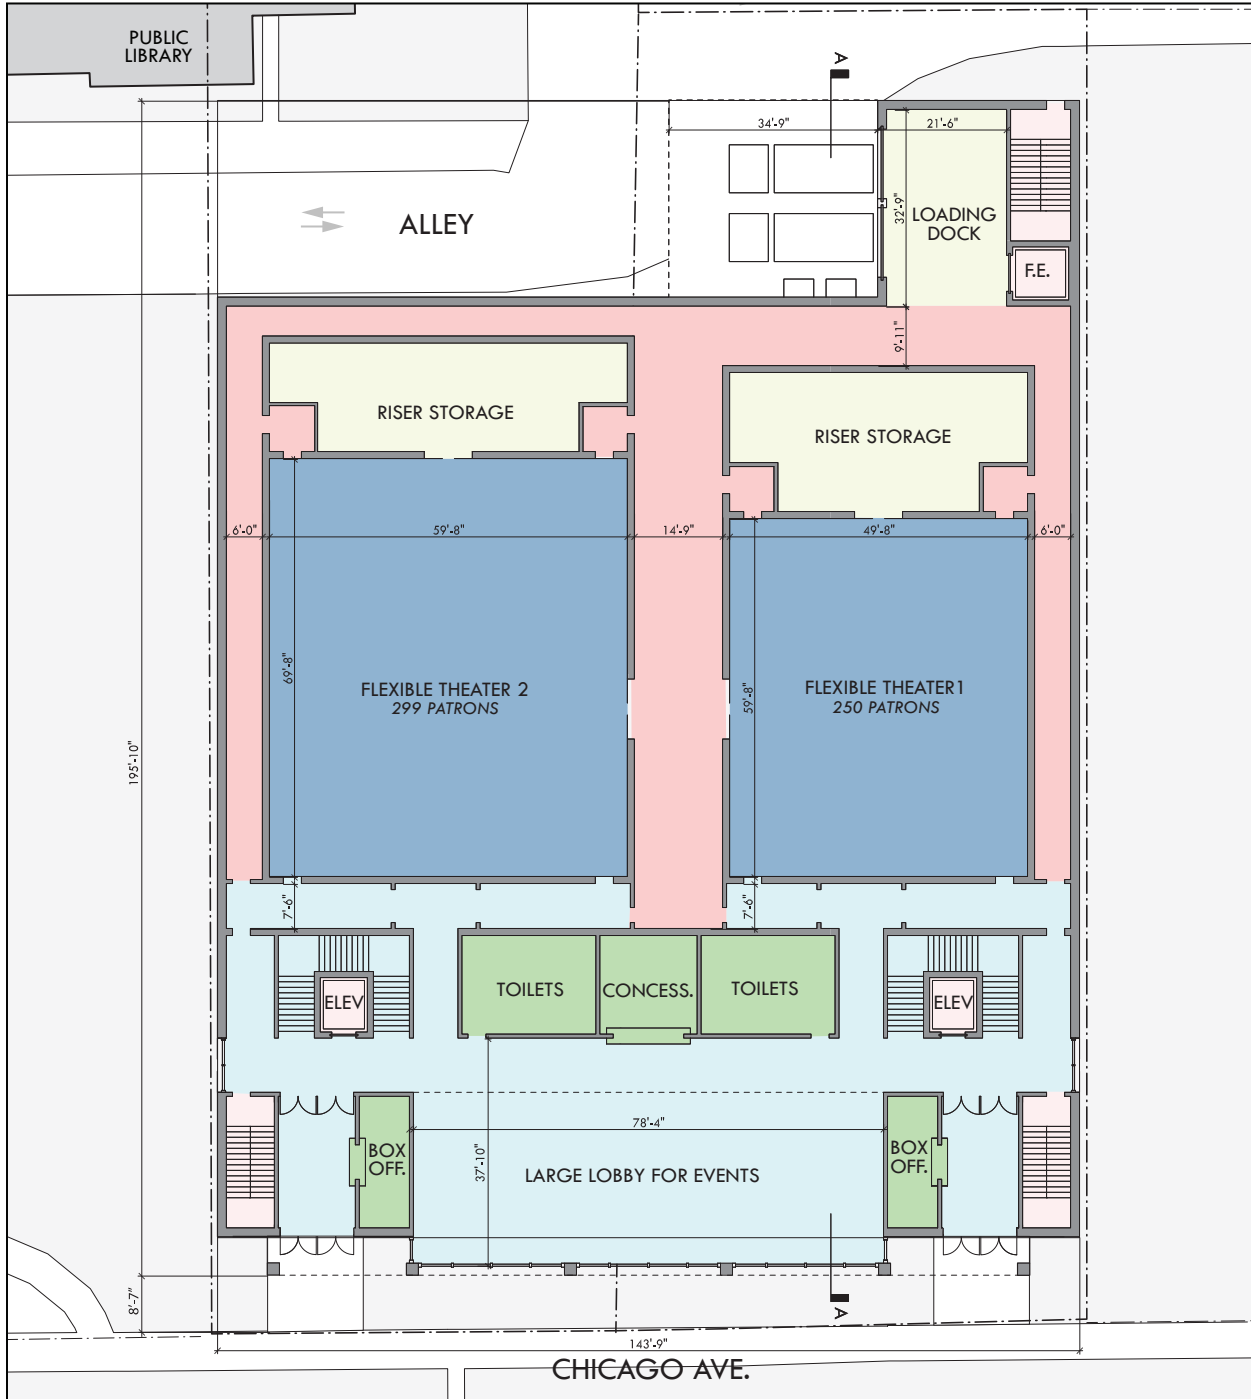 PUBLIC
LIBRARY
A
34'-9"
21'-6"
32'-9"
LOADING
DOCK
ALLEY
F.E.
9'-11"
RISER STORAGE
RISER STORAGE
6'-0"
59'-8"
14'-9"
49'-8"
6'-0"
69'-8"
59'-8"
FLEXIBLE THEATER 2
299 PATRONS
FLEXIBLE THEATER1
250 PATRONS
195'-10"
7'-6"
7'-6"
TOILETS
CONCESS.
TOILETS
ELEV
ELEV
78'-4"
BOX
OFF.
37'-10"
LARGE LOBBY FOR EVENTS
BOX
OFF.
8'-7"
A
143'-9"
CHICAGO AVE.